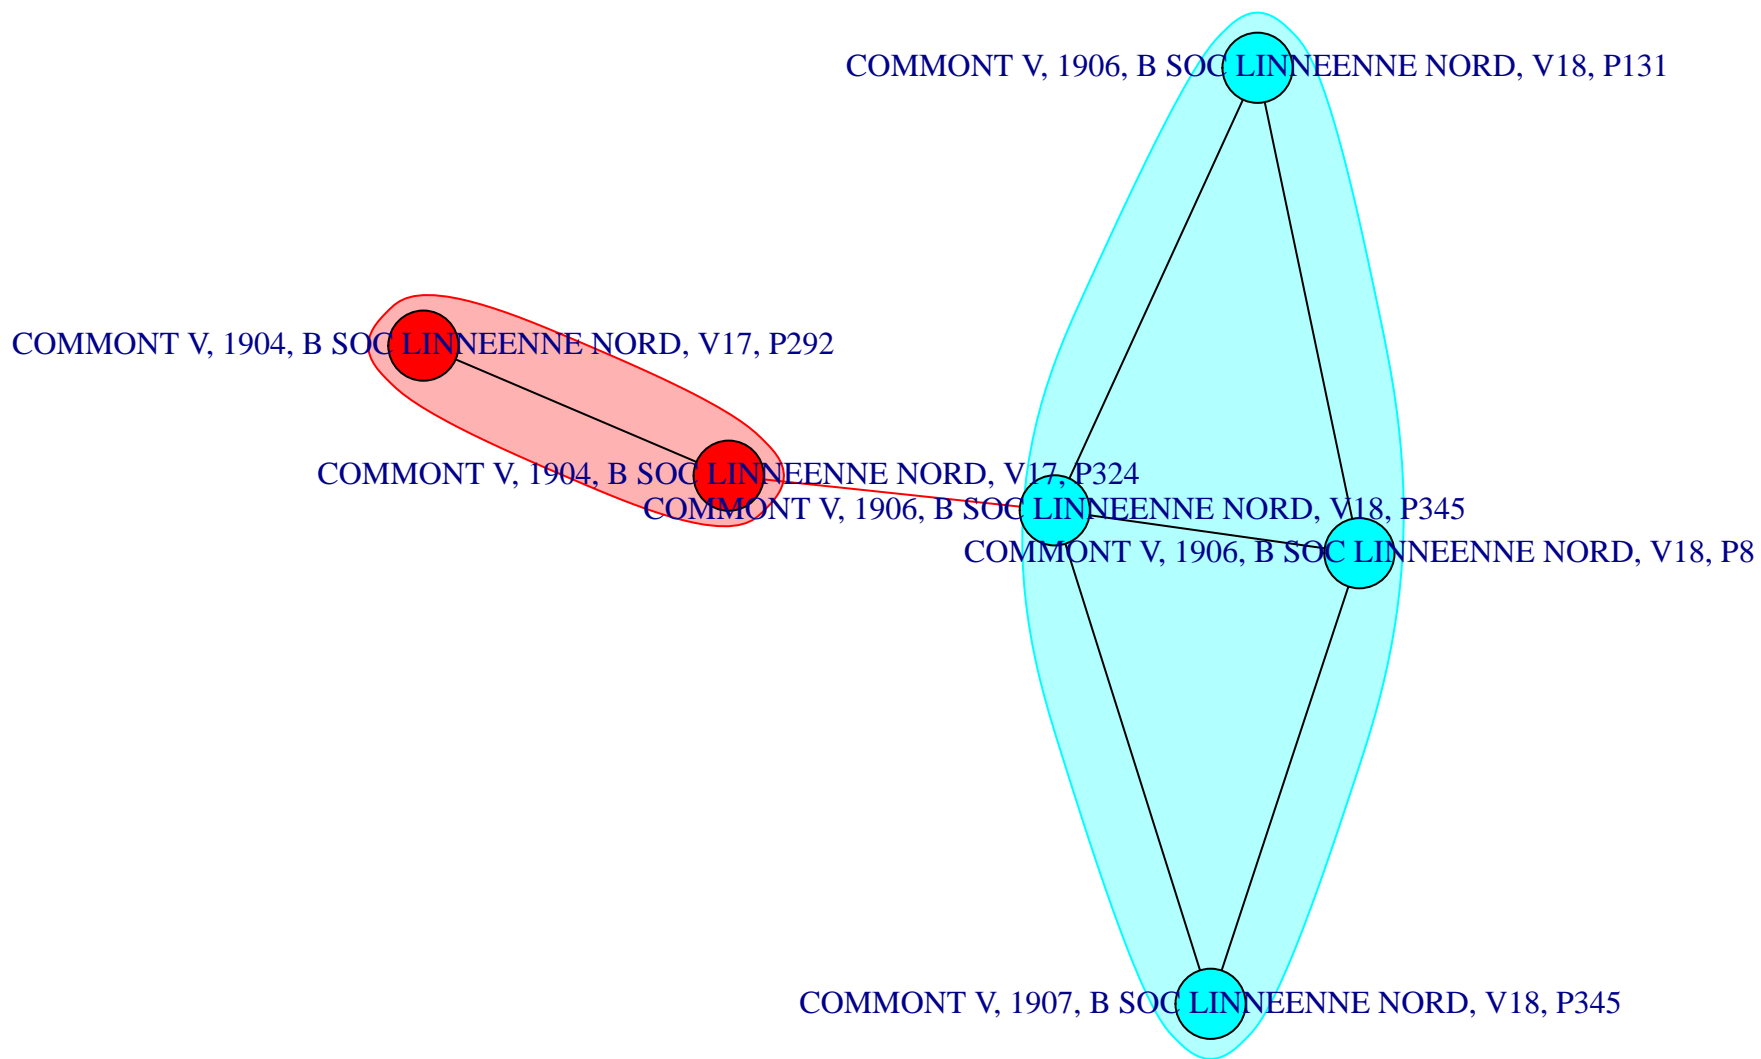 COMMONT V, 1906, B SOC LINNEENNE NORD, V18, P131
COMMONT V, 1904, B SOC LINNEENNE NORD, V17, P292
COMMONT V, 1904, B SOC LINNEENNE NORD, V17, P324
COMMONT V, 1906, B SOC LINNEENNE NORD, V18, P345
COMMONT V, 1906, B SOC LINNEENNE NORD, V18, P8
COMMONT V, 1907, B SOC LINNEENNE NORD, V18, P345